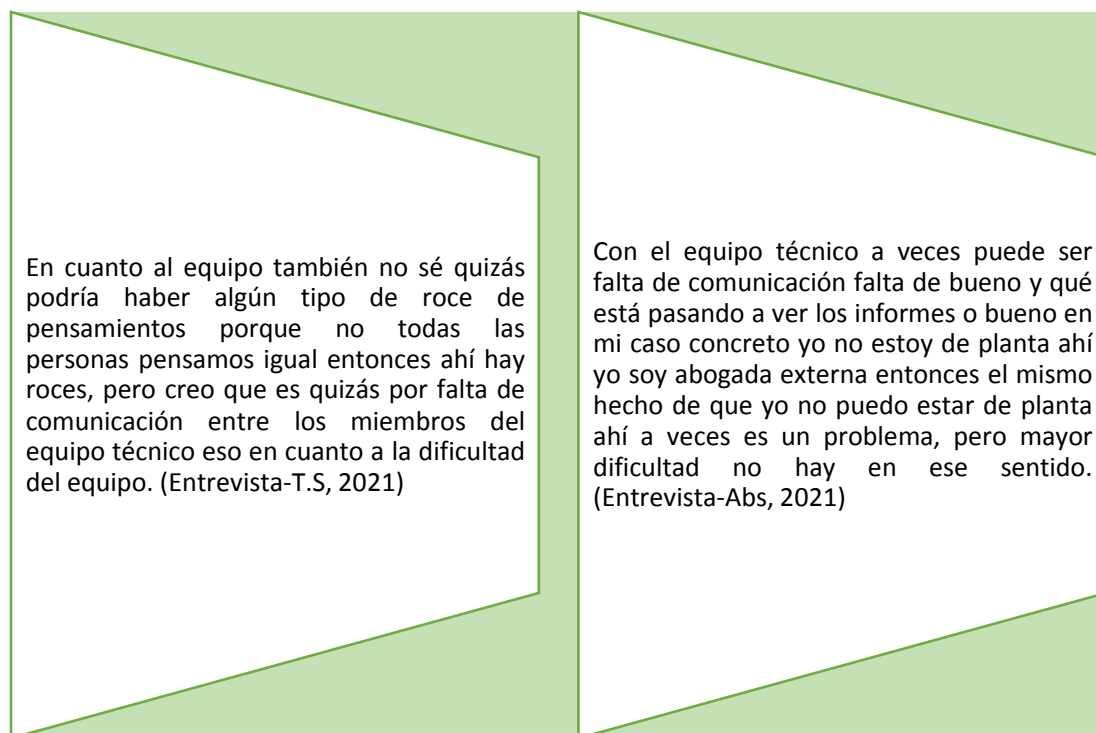 En cuanto al equipo también no sé quizás
podría haber algún tipo de roce de
pensamientos porque no todas las
personas pensamos igual entonces ahí hay
roces, pero creo que es quizás por falta de
comunicación entre los miembros del
equipo técnico eso en cuanto a la dificultad
del equipo. (Entrevista-T.S, 2021)
Con el equipo técnico a veces puede ser
falta de comunicación falta de bueno y qué
está pasando a ver los informes o bueno en
mi caso concreto yo no estoy de planta ahí
yo soy abogada externa entonces el mismo
hecho de que yo no puedo estar de planta
ahí a veces es un problema, pero mayor
dificultad no hay en ese sentido.
(Entrevista-Abs, 2021)